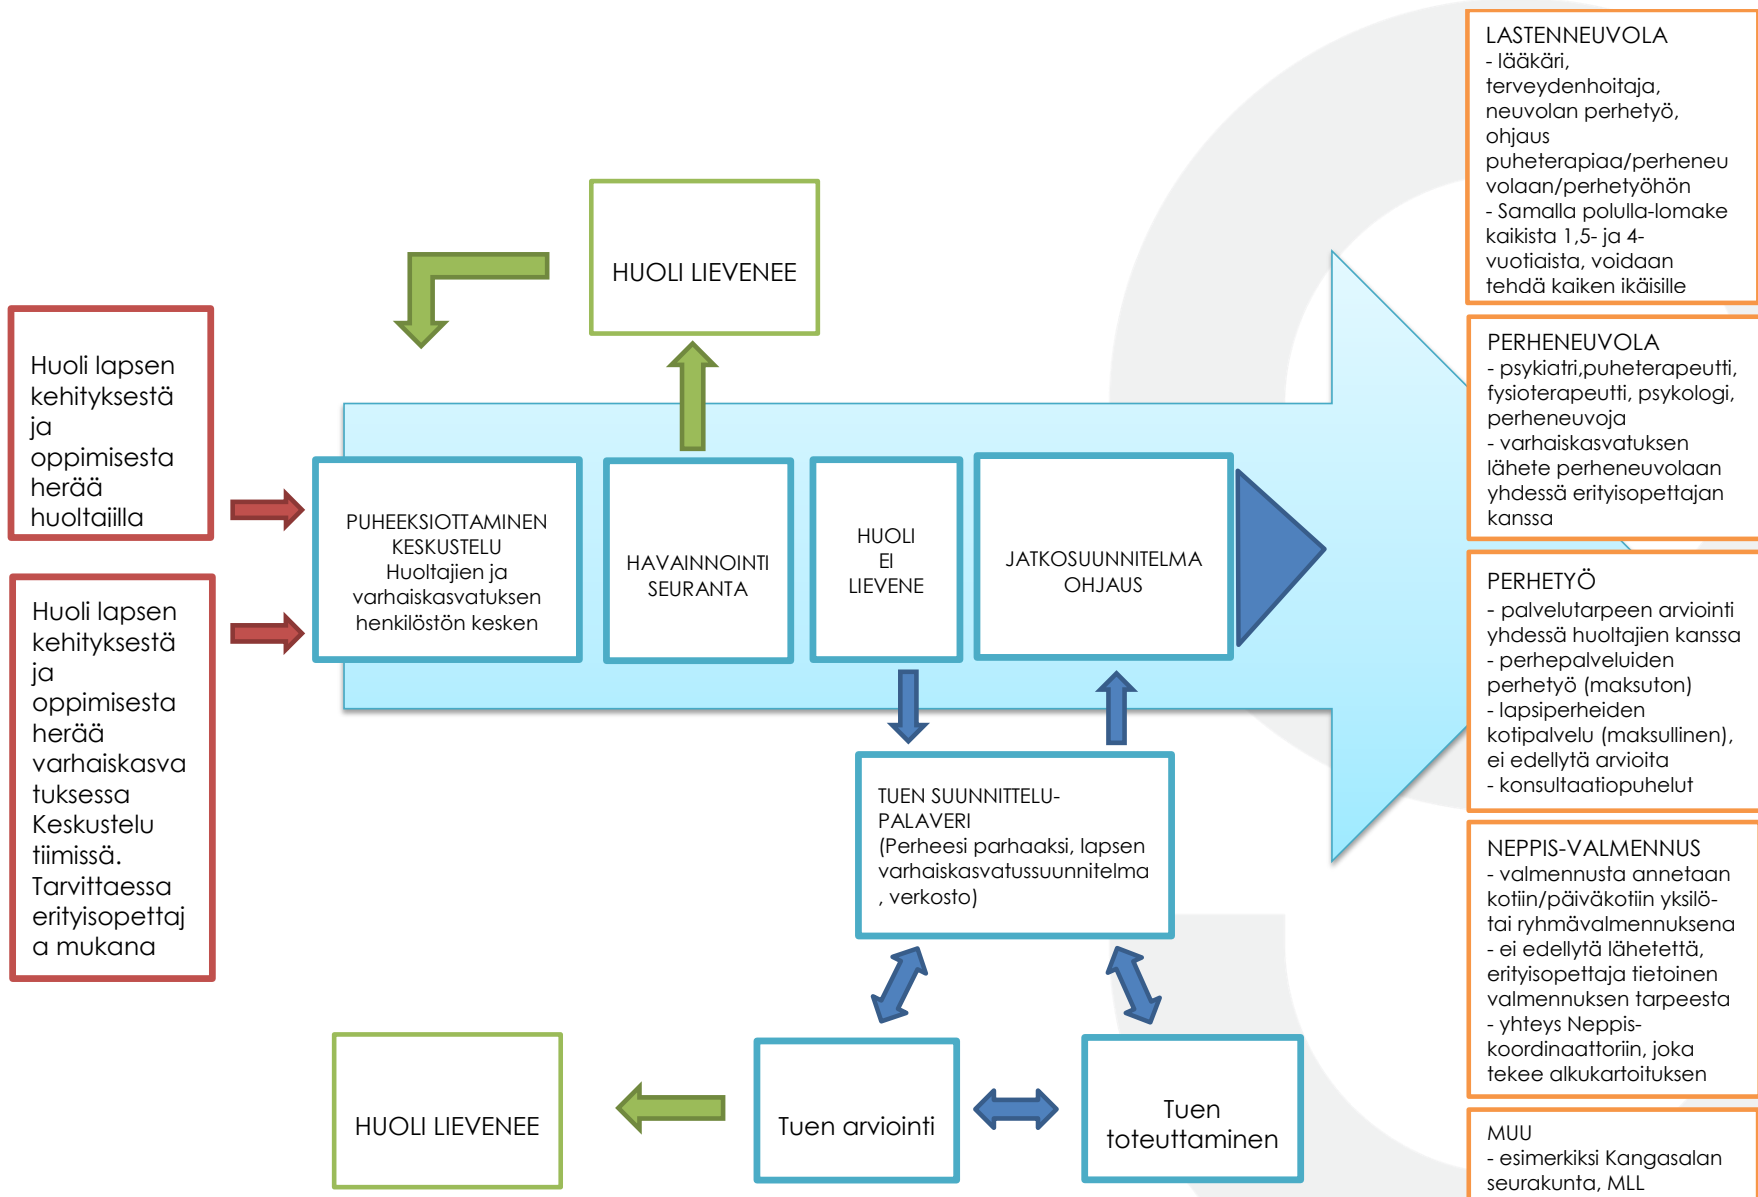 Huoli lapsen
kehityksestä
ja
oppimisesta
herää
huoltajilla
Huoli lapsen
kehityksestä
ja
oppimisesta
herää
varhaiskasva
tuksessa
Keskustelu
tiimissä.
Tarvittaessa
erityisopettaj
a mukana
HUOLI LIEVENEE
PUHEEKSIOTTAMINEN
KESKUSTELU
Huoltajien ja
varhaiskasvatuksen
henkilöstön kesken
HAVAINNOINTI
SEURANTA
HUOLI
EI
LIEVENE
JATKOSUUNNITELMA
OHJAUS
TUEN SUUNNITTELU-
PALAVERI
(Perheesi parhaaksi, lapsen
varhaiskasvatussuunnitelma
, verkosto)
HUOLI LIEVENEE
Tuen arviointi
Tuen
toteuttaminen
LASTENNEUVOLA
- lääkäri,
terveydenhoitaja,
neuvolan perhetyö,
ohjaus
puheterapiaa/perheneu
volaan/perhetyöhön
- Samalla polulla-lomake
kaikista 1,5- ja 4-
vuotiaista, voidaan
tehdä kaiken ikäisille
PERHENEUVOLA
- psykiatri,puheterapeutti,
fysioterapeutti, psykologi,
perheneuvoja
- varhaiskasvatuksen
lähete perheneuvolaan
yhdessä erityisopettajan
kanssa
PERHETYÖ
- palvelutarpeen arviointi
yhdessä huoltajien kanssa
- perhepalveluiden
perhetyö (maksuton)
- lapsiperheiden
kotipalvelu (maksullinen),
ei edellytä arvioita
- konsultaatiopuhelut
NEPPIS-VALMENNUS
- valmennusta annetaan
kotiin/päiväkotiin yksilö-
tai ryhmävalmennuksena
- ei edellytä lähetettä,
erityisopettaja tietoinen
valmennuksen tarpeesta
- yhteys Neppis-
koordinaattoriin, joka
tekee alkukartoituksen
MUU
- esimerkiksi Kangasalan
seurakunta, MLL